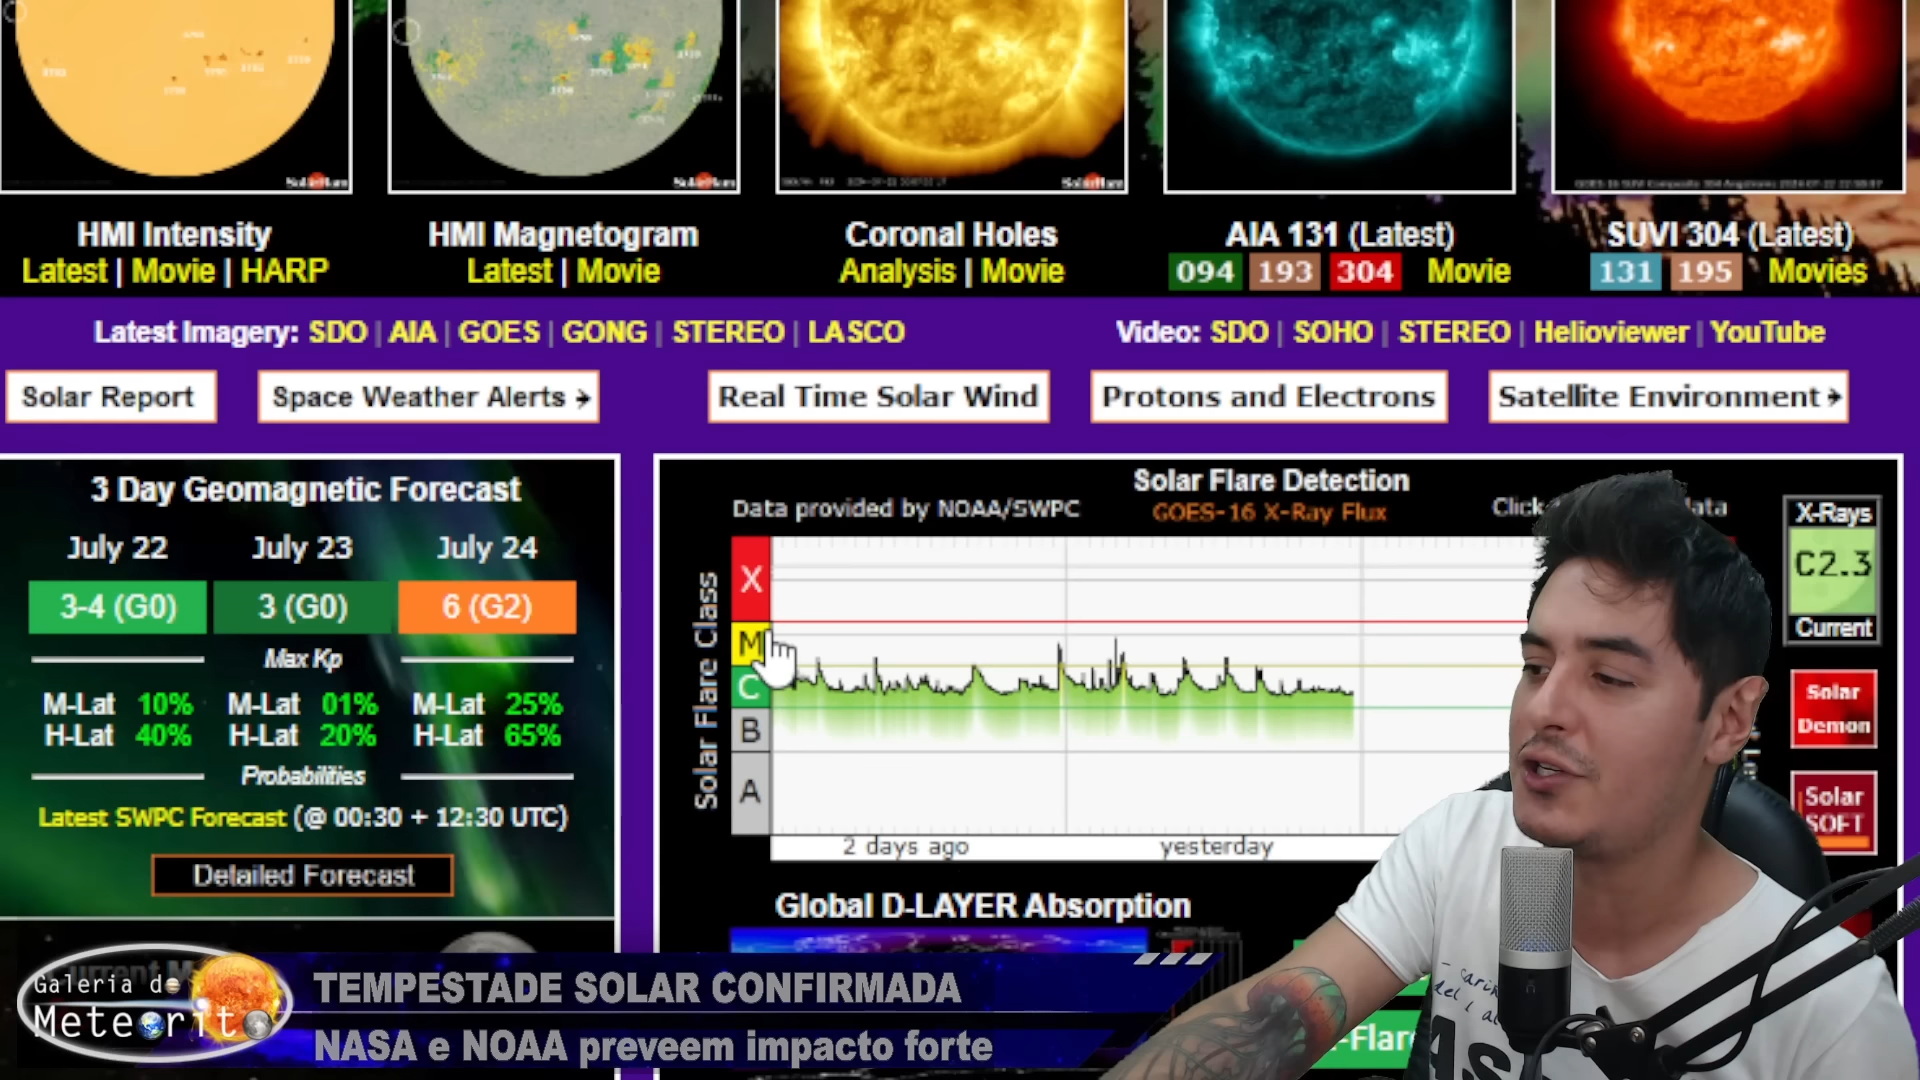 SolarHam
SolarHam
SolarHam
HMI Intensity
Latest | Movie | HARP
HMI Magnetogram
Latest | Movie
Coronal Holes
Analysis | Movie
AIA 131 (Latest)
094 193 304 Movie
SUVI 304 (Latest)
131 195 Movies
Latest Imagery: SDO | AIA | GOES | GONG | STEREO | LASCO
Video: SDO | SOHO | STEREO | Helioviewer | YouTube
Solar Report
Space Weather Alerts
Real Time Solar Wind
Protons and Electrons
Satellite Environment
3 Day Geomagnetic Forecast
July 22 July 23 July 24
3-4 (G0) 3 (G0) 6 (G2)
Max Kp
M-Lat 10% M-Lat 01% M-Lat 25%
H-Lat 40% H-Lat 20% H-Lat 65%
Probabilities
Latest SWPC Forecast (@ 00:30 + 12:30 UTC)
Detailed Forecast
Solar Flare Detection
Data provided by NOAA/SWPC
GOES-16 X-Ray Flux
Click
Solar Flare Class
X
M
C
B
A
2 days ago yesterday
X-Rays
C2.3
Current
Solar
Demon
Solar
SOFT
Global D-LAYER Absorption
Galeria do
Meteorito
TEMPESTADE SOLAR CONFIRMADA
NASA e NOAA preveem impacto forte